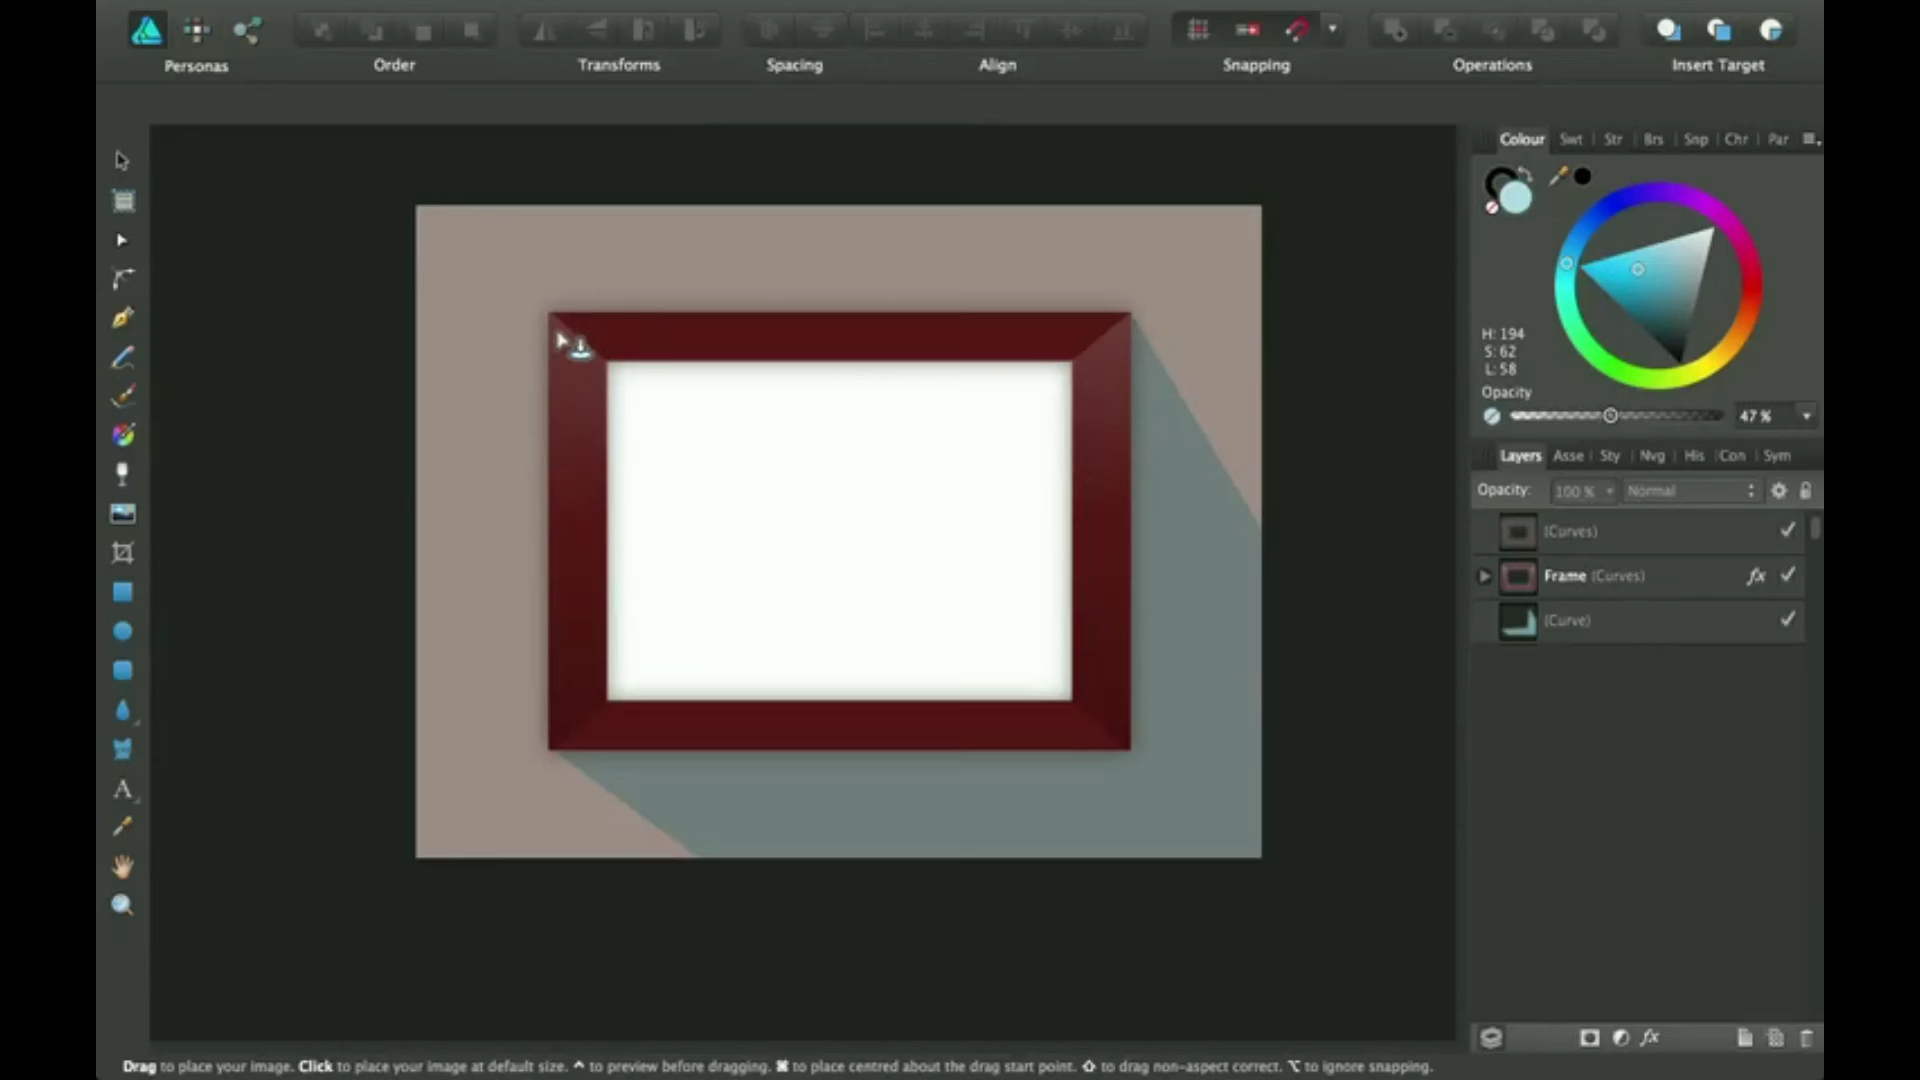 Personas
Order
Transforms
Spacing
Align
Snapping
Operations
Insert Target
Colour Swt Str Brs Snp Chr Par
H: 194
S: 62
L: 58
Opacity
47 %
Layers Asse Sty Nvg His Con Sym
Opacity: 100 % Normal
(Curves)
Frame (Curves) fx
(Curve)
fx
Drag to place your image. Click to place your image at default size. ^ to preview before dragging. ⌘ to place centred about the drag start point. ⇧ to drag non-aspect correct. ⌥ to ignore snapping.